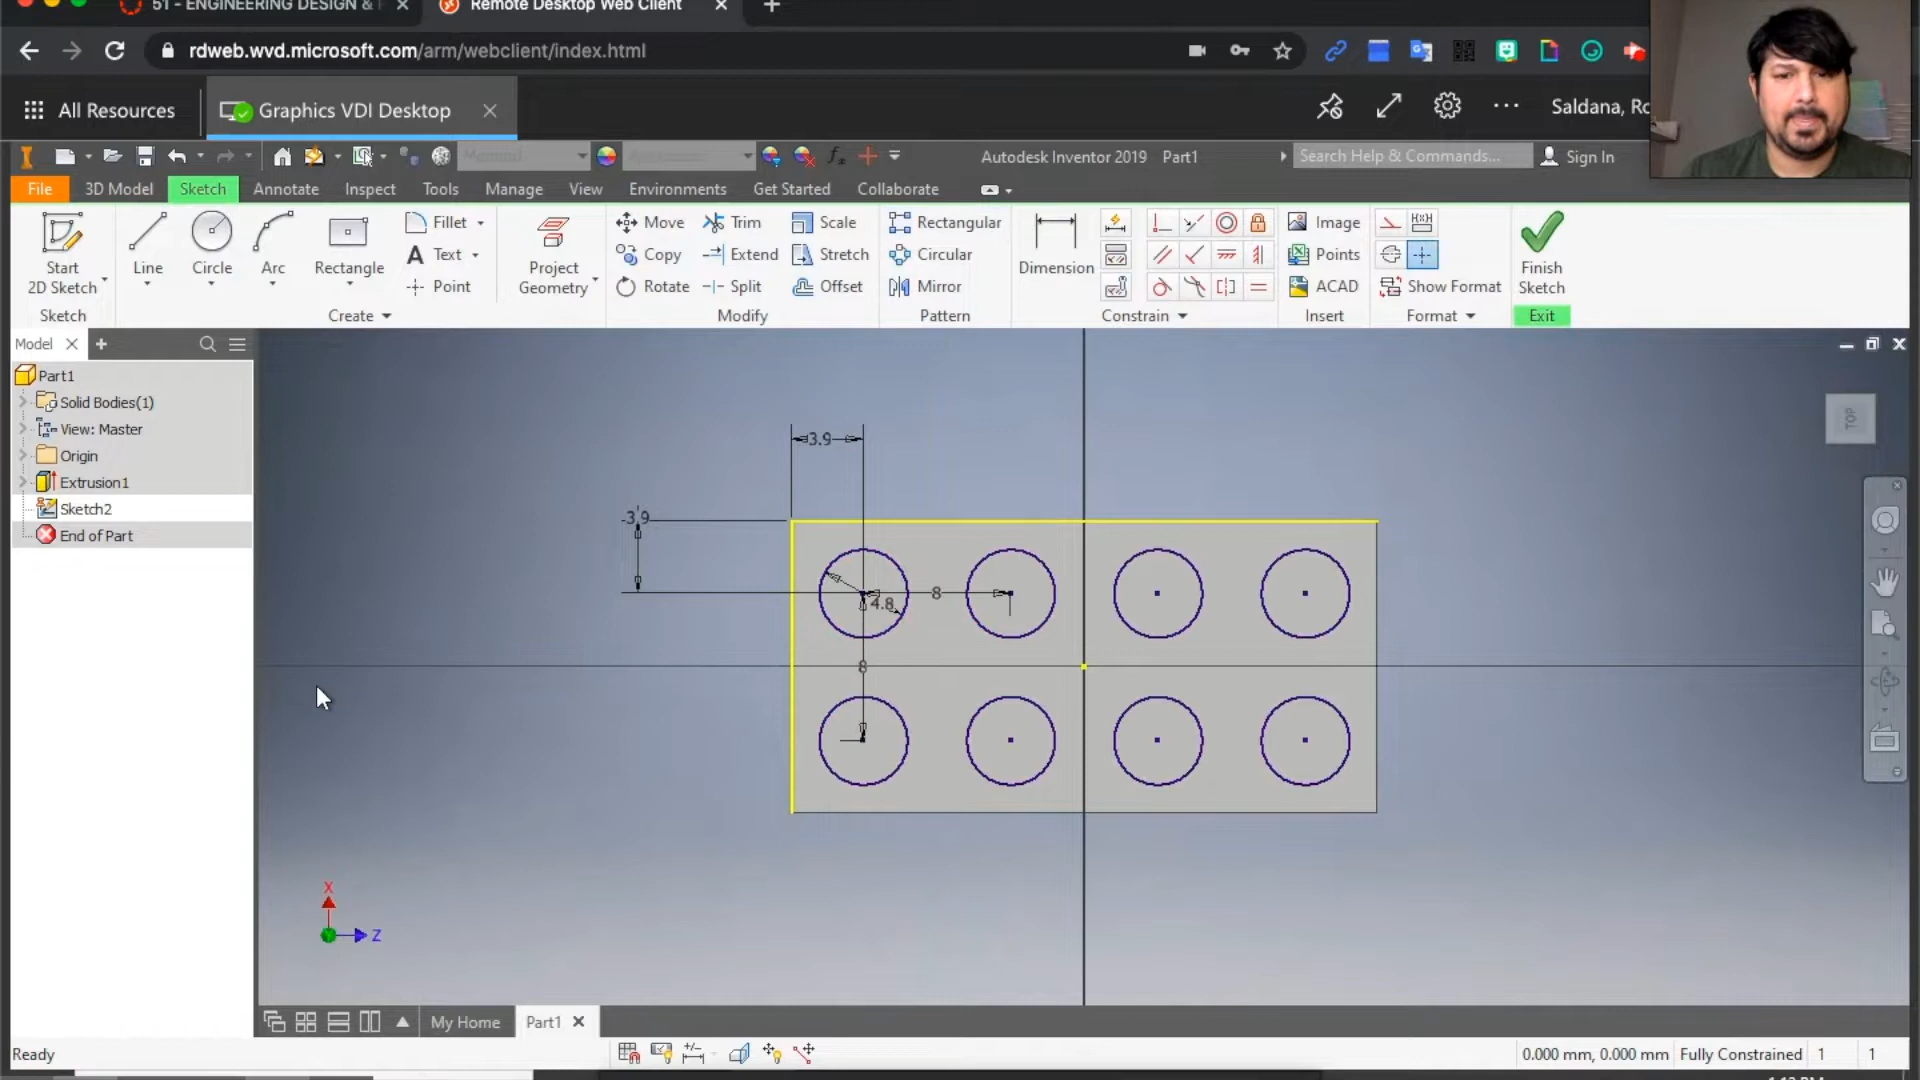 51 - ENGINEERING DESIGN &
Remote Desktop Web Client
rdweb.wvd.microsoft.com/arm/webclient/index.html
All Resources
Graphics VDI Desktop
Saldana, Ro
Autodesk Inventor 2019 Part1
Search Help & Commands...
Sign In
File 3D Model Sketch Annotate Inspect Tools Manage View Environments Get Started Collaborate
Start 2D Sketch
Line
Circle
Arc
Rectangle
Fillet
Text
Point
Project Geometry
Move
Copy
Rotate
Trim
Extend
Split
Scale
Stretch
Offset
Rectangular
Circular
Mirror
Dimension
Image
Points
ACAD
Show Format
Finish Sketch
Sketch
Create
Modify
Pattern
Constrain
Insert
Format
Exit
Model
Part1
Solid Bodies(1)
View: Master
Origin
Extrusion1
Sketch2
End of Part
TOP
3.9
3.9
4.8
8
8
X
Z
My Home
Part1
Ready
0.000 mm, 0.000 mm Fully Constrained 1 1